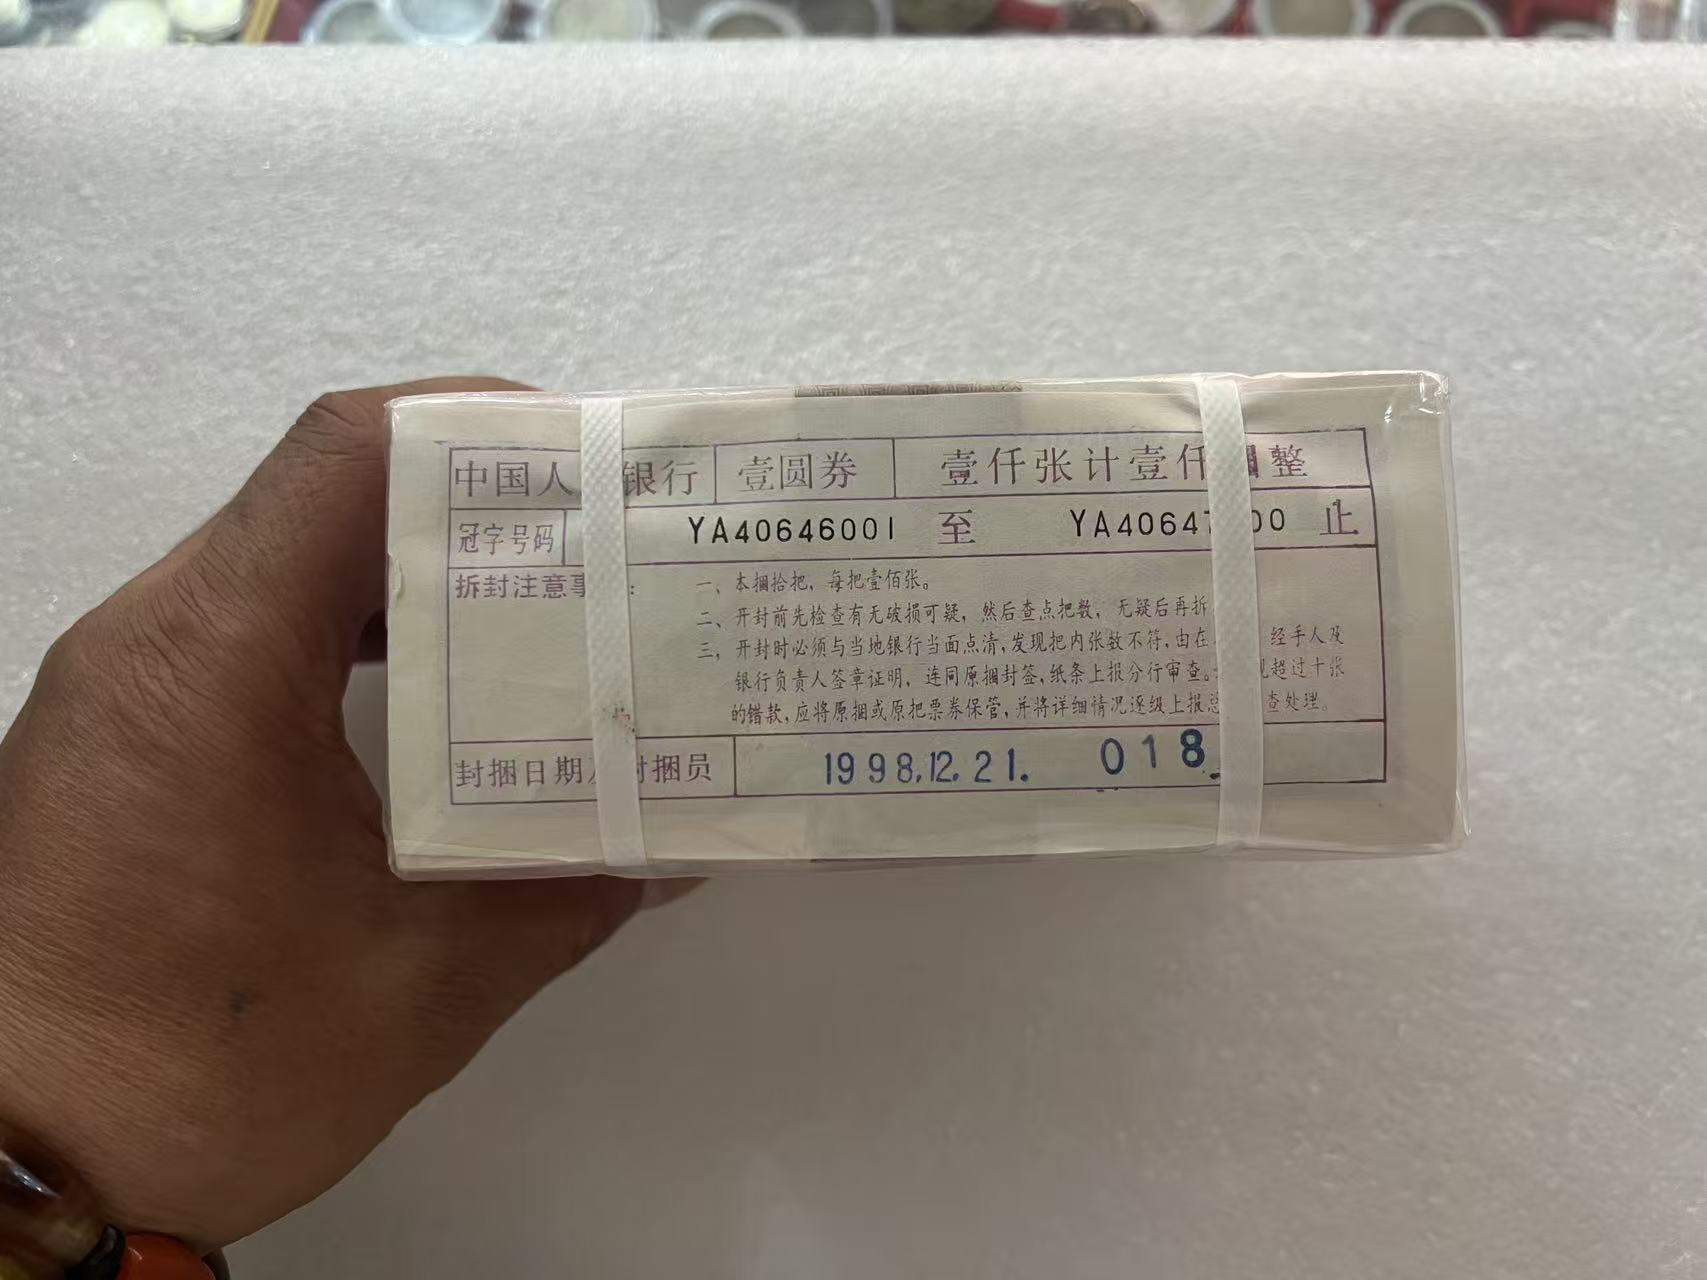 中国人 银行 壹圆券 壹仟张计壹仟 整
冠字号码 YA40646001 至 YA40647 00 止
拆封注意事 : 一、本捆拾把，每把壹佰张。
二、开封前先检查有无破损可疑，然后查点把数，无疑后再拆
三，开封时必须与当地银行当面点清，发现把内张数不符，由在 经手人及
银行负责人签章证明，连同原捆封签，纸条上报分行审查。 超过十张
的错款，应将原捆或原把票券保管，并将详细情况逐级上报总 查处理。
封捆日期 封捆员 1998.12.21. 018